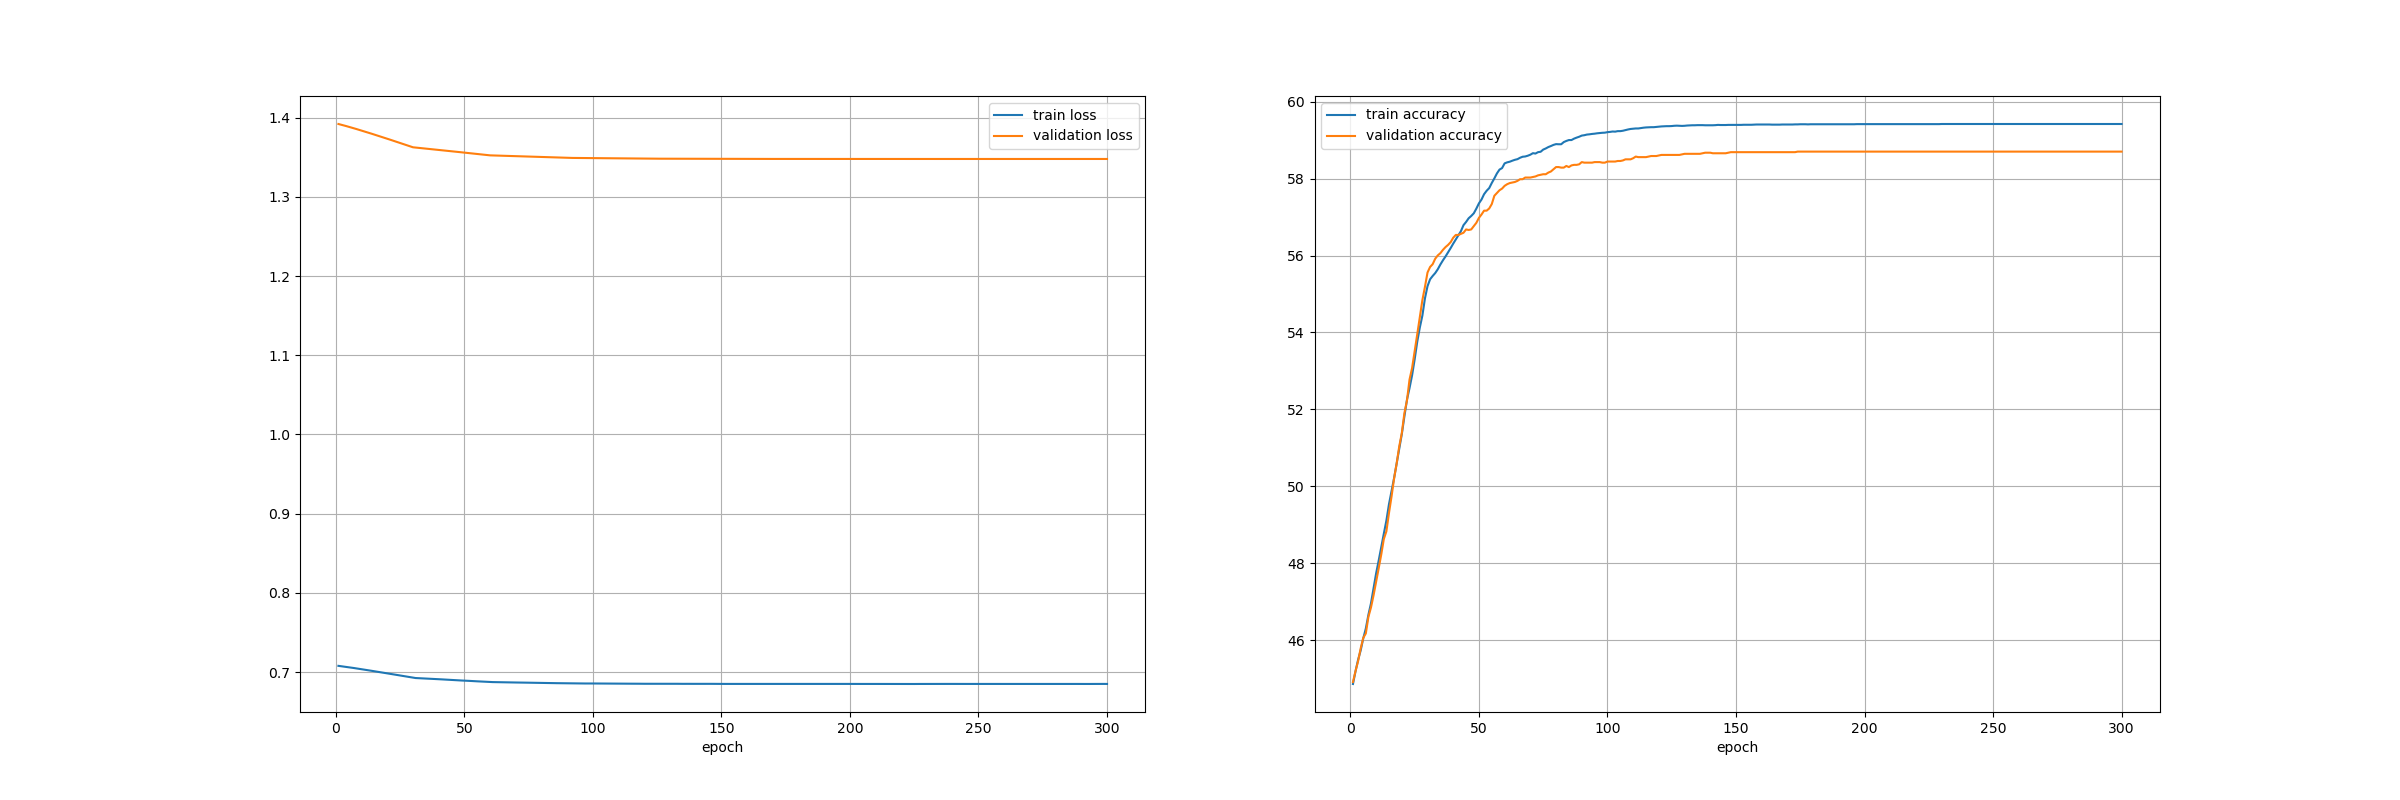 1.4
1.3
1.2
1.1
1.0
0.9
0.8
0.7
0 50 100 150 200 250 300
epoch
train loss
validation loss
60
58
56
54
52
50
48
46
0 50 100 150 200 250 300
epoch
train accuracy
validation accuracy